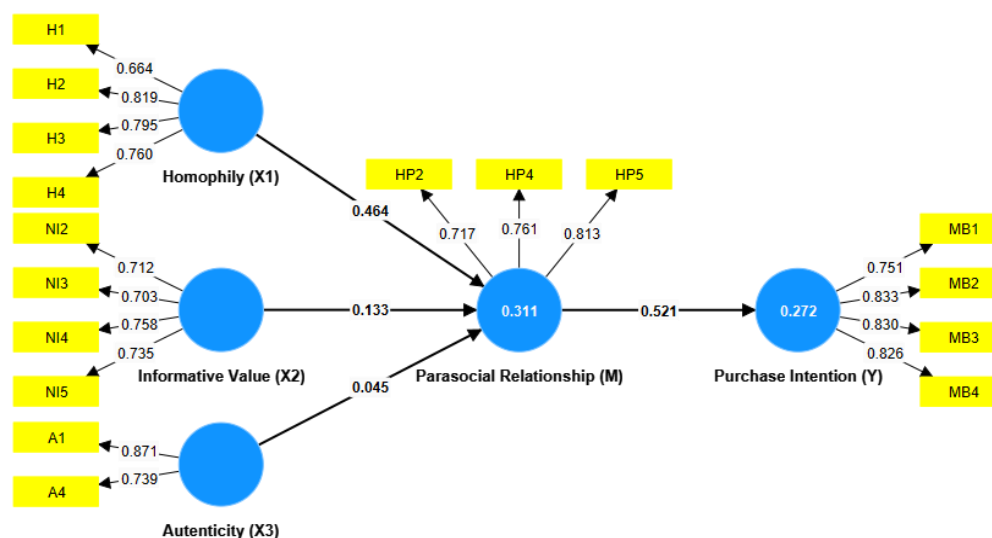 H1
0.664
H2
0.819
H3
0.795
0.760
H4
Homophily (X1)
HP2
HP4
HP5
0.717
0.761
0.813
0.464
NI2
0.712
NI3
0.703
NI4
0.758
0.735
NI5
Informative Value (X2)
0.133
0.311
Parasocial Relationship (M)
0.521
0.272
Purchase Intention (Y)
MB1
0.751
MB2
0.833
0.830
MB3
0.826
MB4
0.045
A1
0.871
0.739
A4
Autenticity (X3)